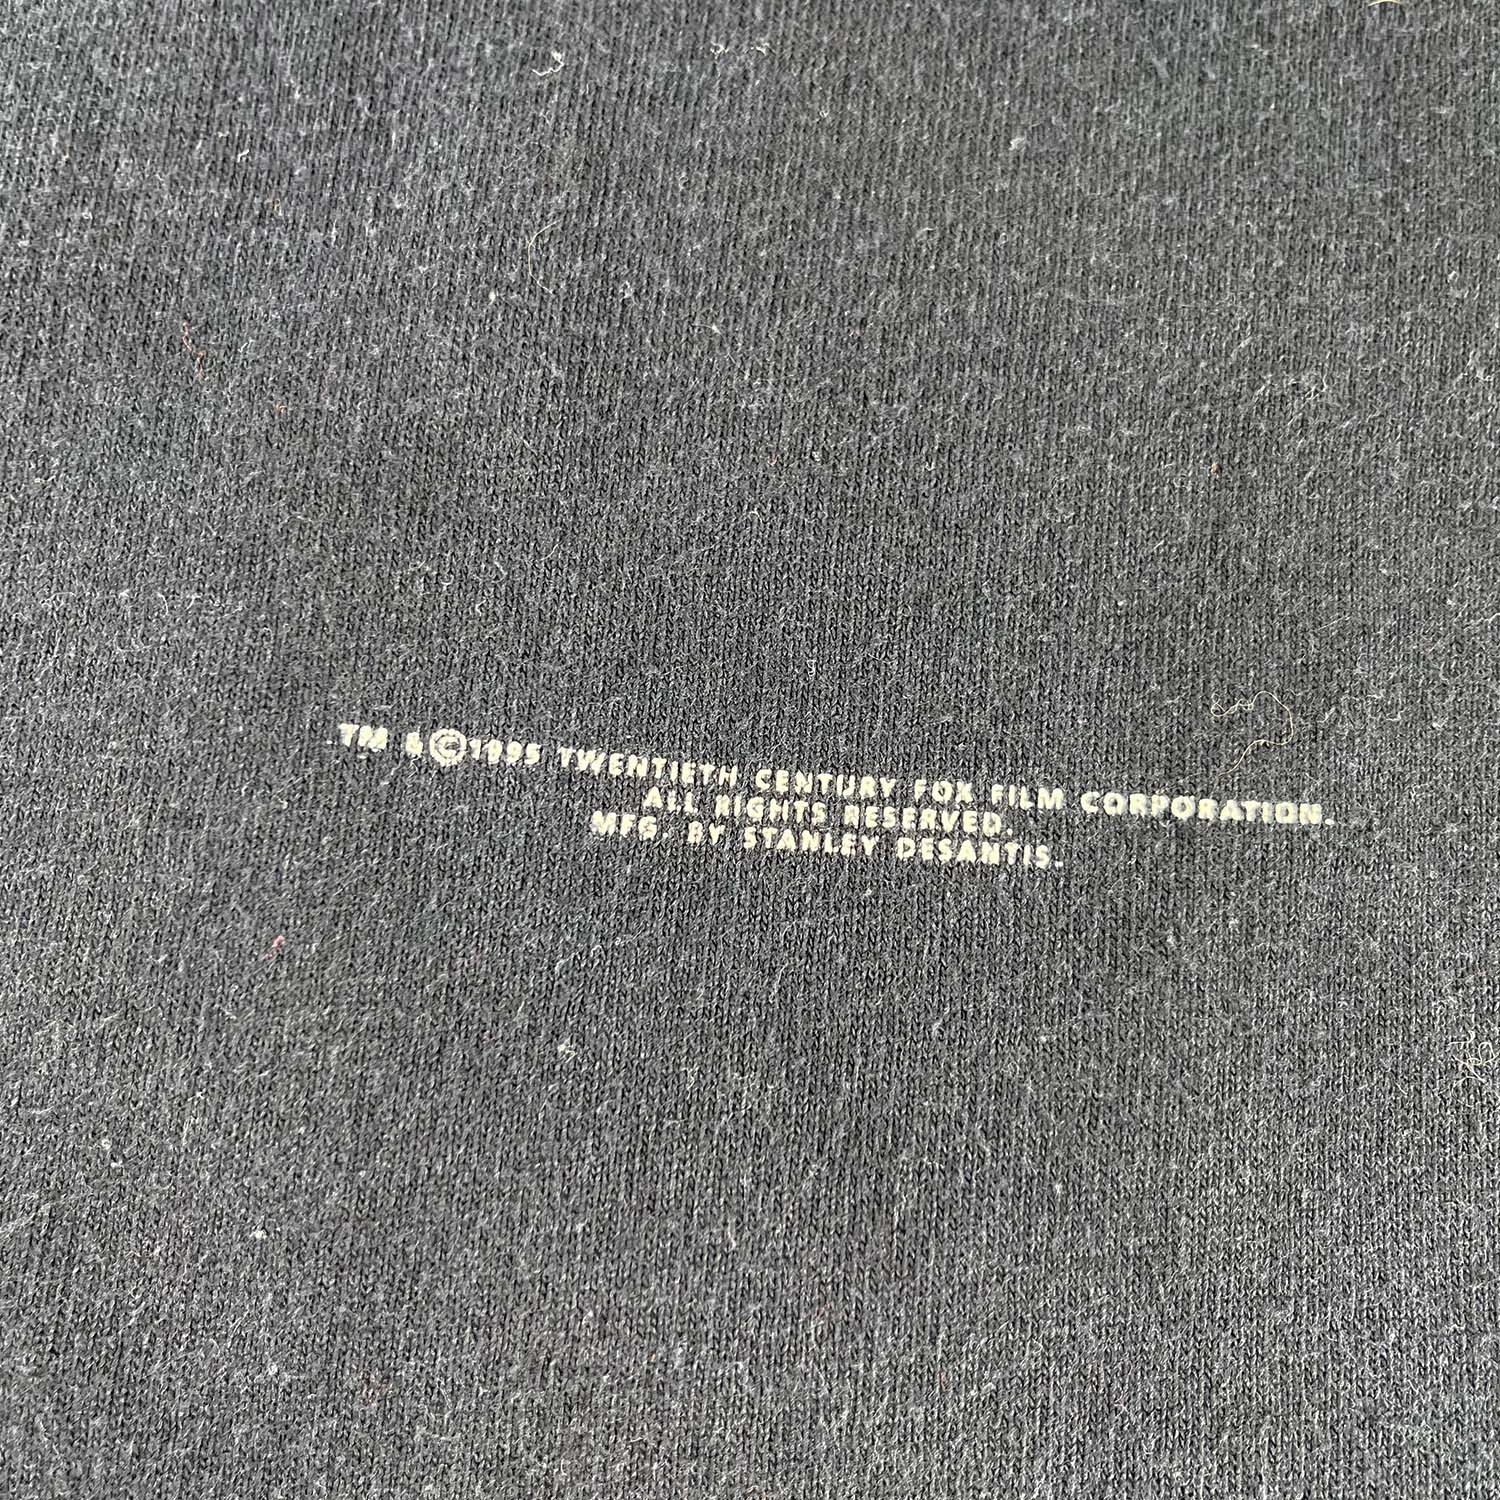 TM & ©1995 TWENTIETH CENTURY FOX FILM CORPORATION.
ALL RIGHTS RESERVED.
MFG. BY STANLEY DESANTIS.